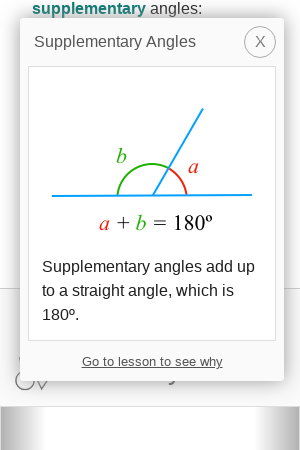 supplementary angles:
Supplementary Angles X
b
a
a + b = 180º
Supplementary angles add up
to a straight angle, which is
180º.
Go to lesson to see why